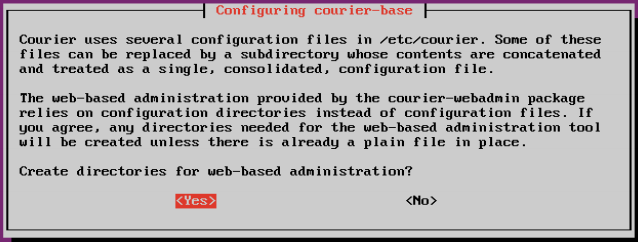 Configuring courier-base
Courier uses several configuration files in /etc/courier. Some of these
files can be replaced by a subdirectory whose contents are concatenated
and treated as a single, consolidated, configuration file.
The web-based administration provided by the courier-webadmin package
relies on configuration directories instead of configuration files. If
you agree, any directories needed for the web-based administration tool
will be created unless there is already a plain file in place.
Create directories for web-based administration?
<Yes> <No>